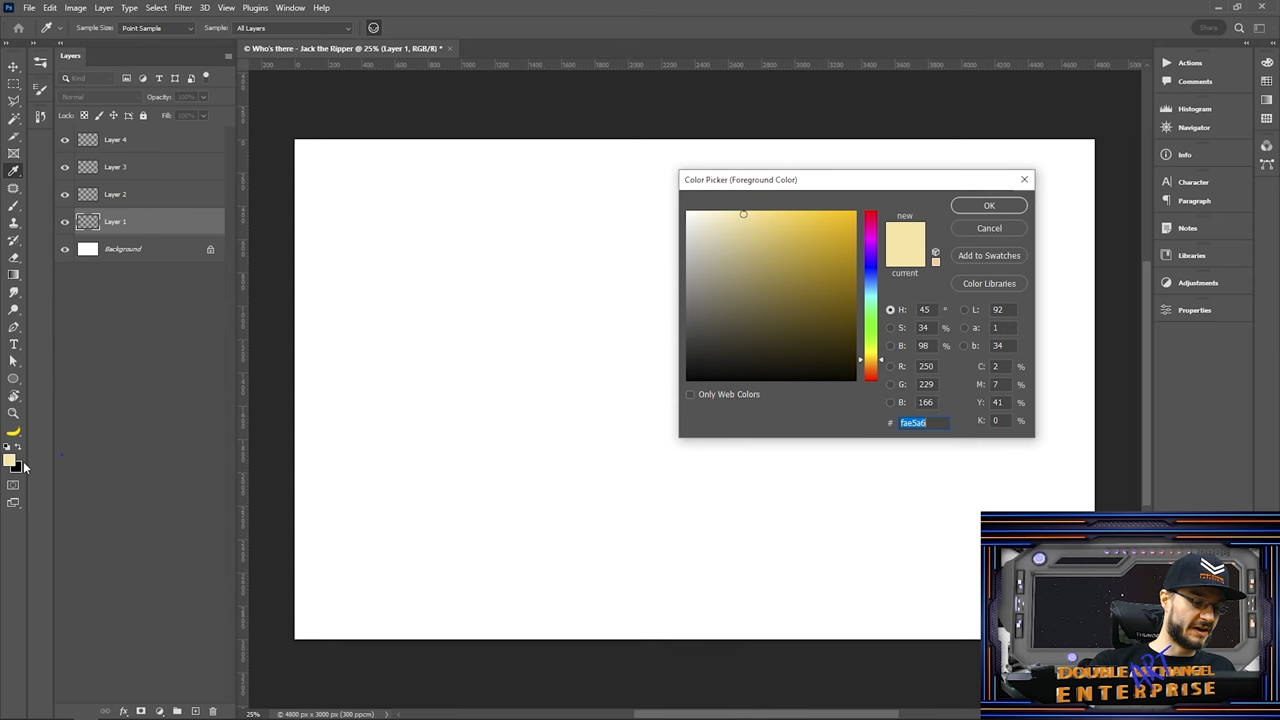 Ps File Edit Image Layer Type Select Filter 3D View Plugins Window Help
Sample Size: Point Sample Sample: All Layers Share
© Who's there - Jack the Ripper @ 25% (Layer 1, RGB/8) * ×
Layers
Kind
Normal Opacity: 100%
Lock: Fill: 100%
Layer 4
Layer 3
Layer 2
Layer 1
Background
Color Picker (Foreground Color)
new
current
OK
Cancel
Add to Swatches
Color Libraries
H: 45 °
S: 34 %
B: 98 %
R: 250
G: 229
B: 166
# fae5a6
L: 92
a: 1
b: 34
C: 2 %
M: 7 %
Y: 41 %
K: 0 %
Only Web Colors
Actions
Comments
Histogram
Navigator
Info
Character
Paragraph
Notes
Libraries
Adjustments
Properties
25% © 4800 px x 3000 px (300 ppcm)
ART
ENTERPRISE